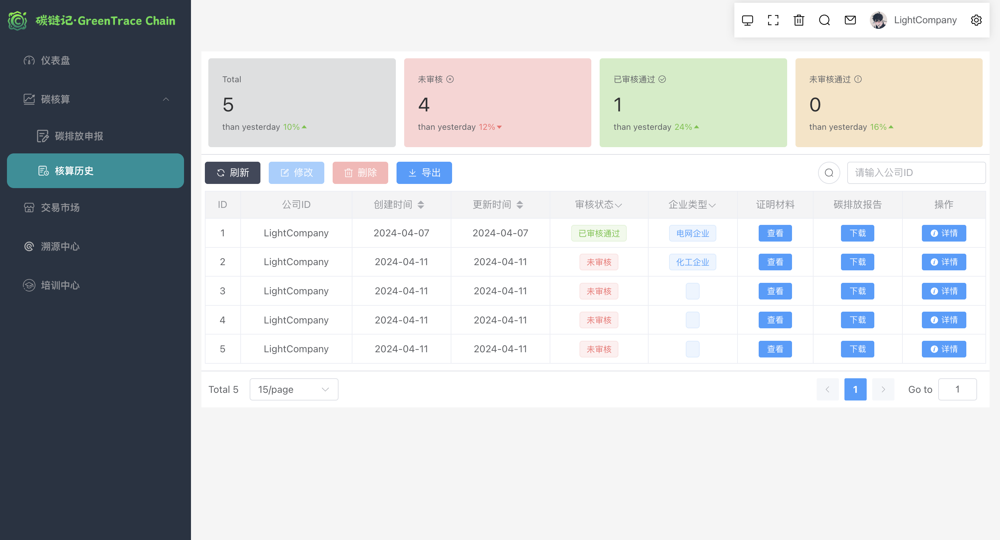 碳链记·GreenTrace Chain
LightCompany
仪表盘
碳核算
碳排放申报
核算历史
交易市场
溯源中心
培训中心
Total
5
than yesterday 10%
未审核
4
than yesterday 12%
已审核通过
1
than yesterday 24%
未审核通过
0
than yesterday 16%
刷新 修改 删除 导出 请输入公司ID
ID 公司ID 创建时间 更新时间 审核状态 企业类型 证明材料 碳排放报告 操作
1 LightCompany 2024-04-07 2024-04-07 已审核通过 电网企业 查看 下载 详情
2 LightCompany 2024-04-11 2024-04-11 未审核 化工企业 查看 下载 详情
3 LightCompany 2024-04-11 2024-04-11 未审核 查看 下载 详情
4 LightCompany 2024-04-11 2024-04-11 未审核 查看 下载 详情
5 LightCompany 2024-04-11 2024-04-11 未审核 查看 下载 详情
Total 5 15/page 1 Go to 1